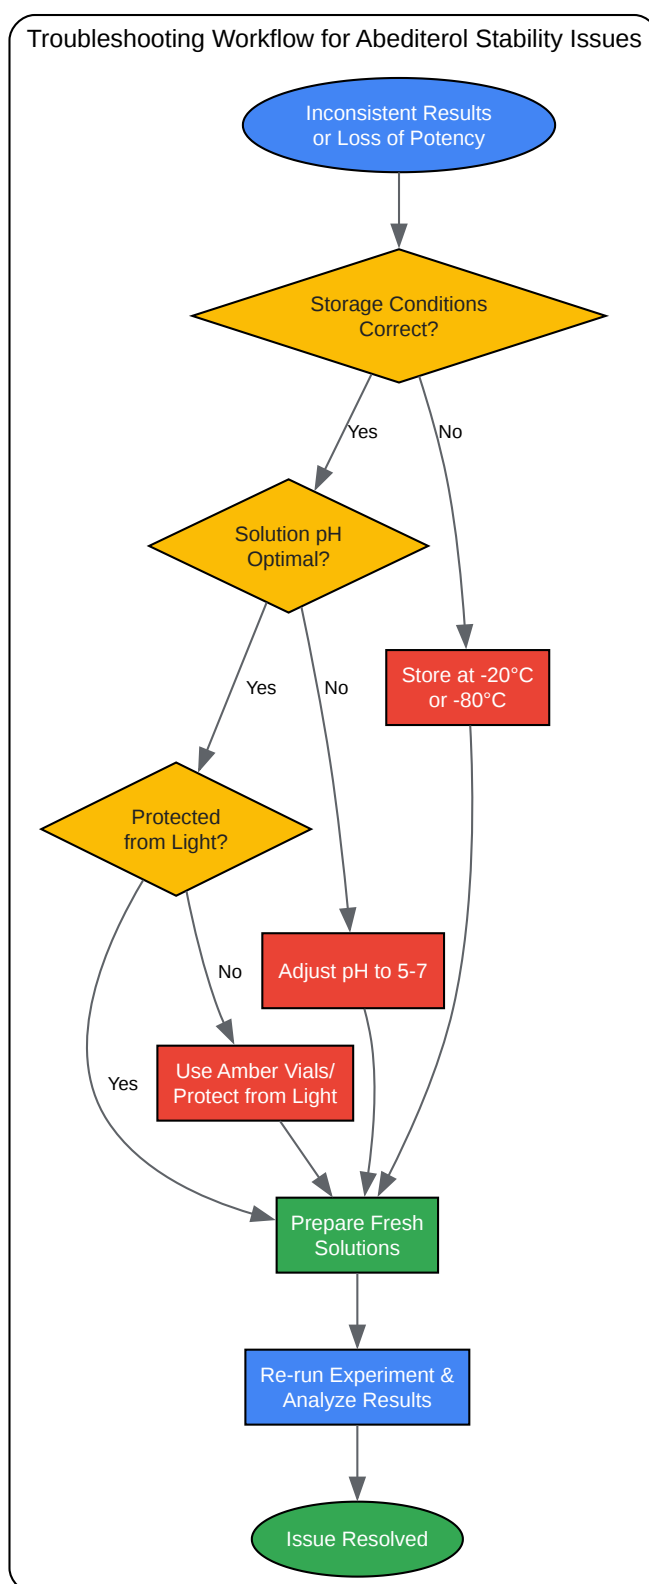 Troubleshooting Workflow for Abediterol Stability Issues
Inconsistent Results
or Loss of Potency
Storage Conditions
Correct?
Yes
No
Solution pH
Optimal?
Store at -20°C
or -80°C
Yes
No
Protected
from Light?
Adjust pH to 5-7
No
Use Amber Vials/
Protect from Light
Yes
Prepare Fresh
Solutions
Re-run Experiment &
Analyze Results
Issue Resolved